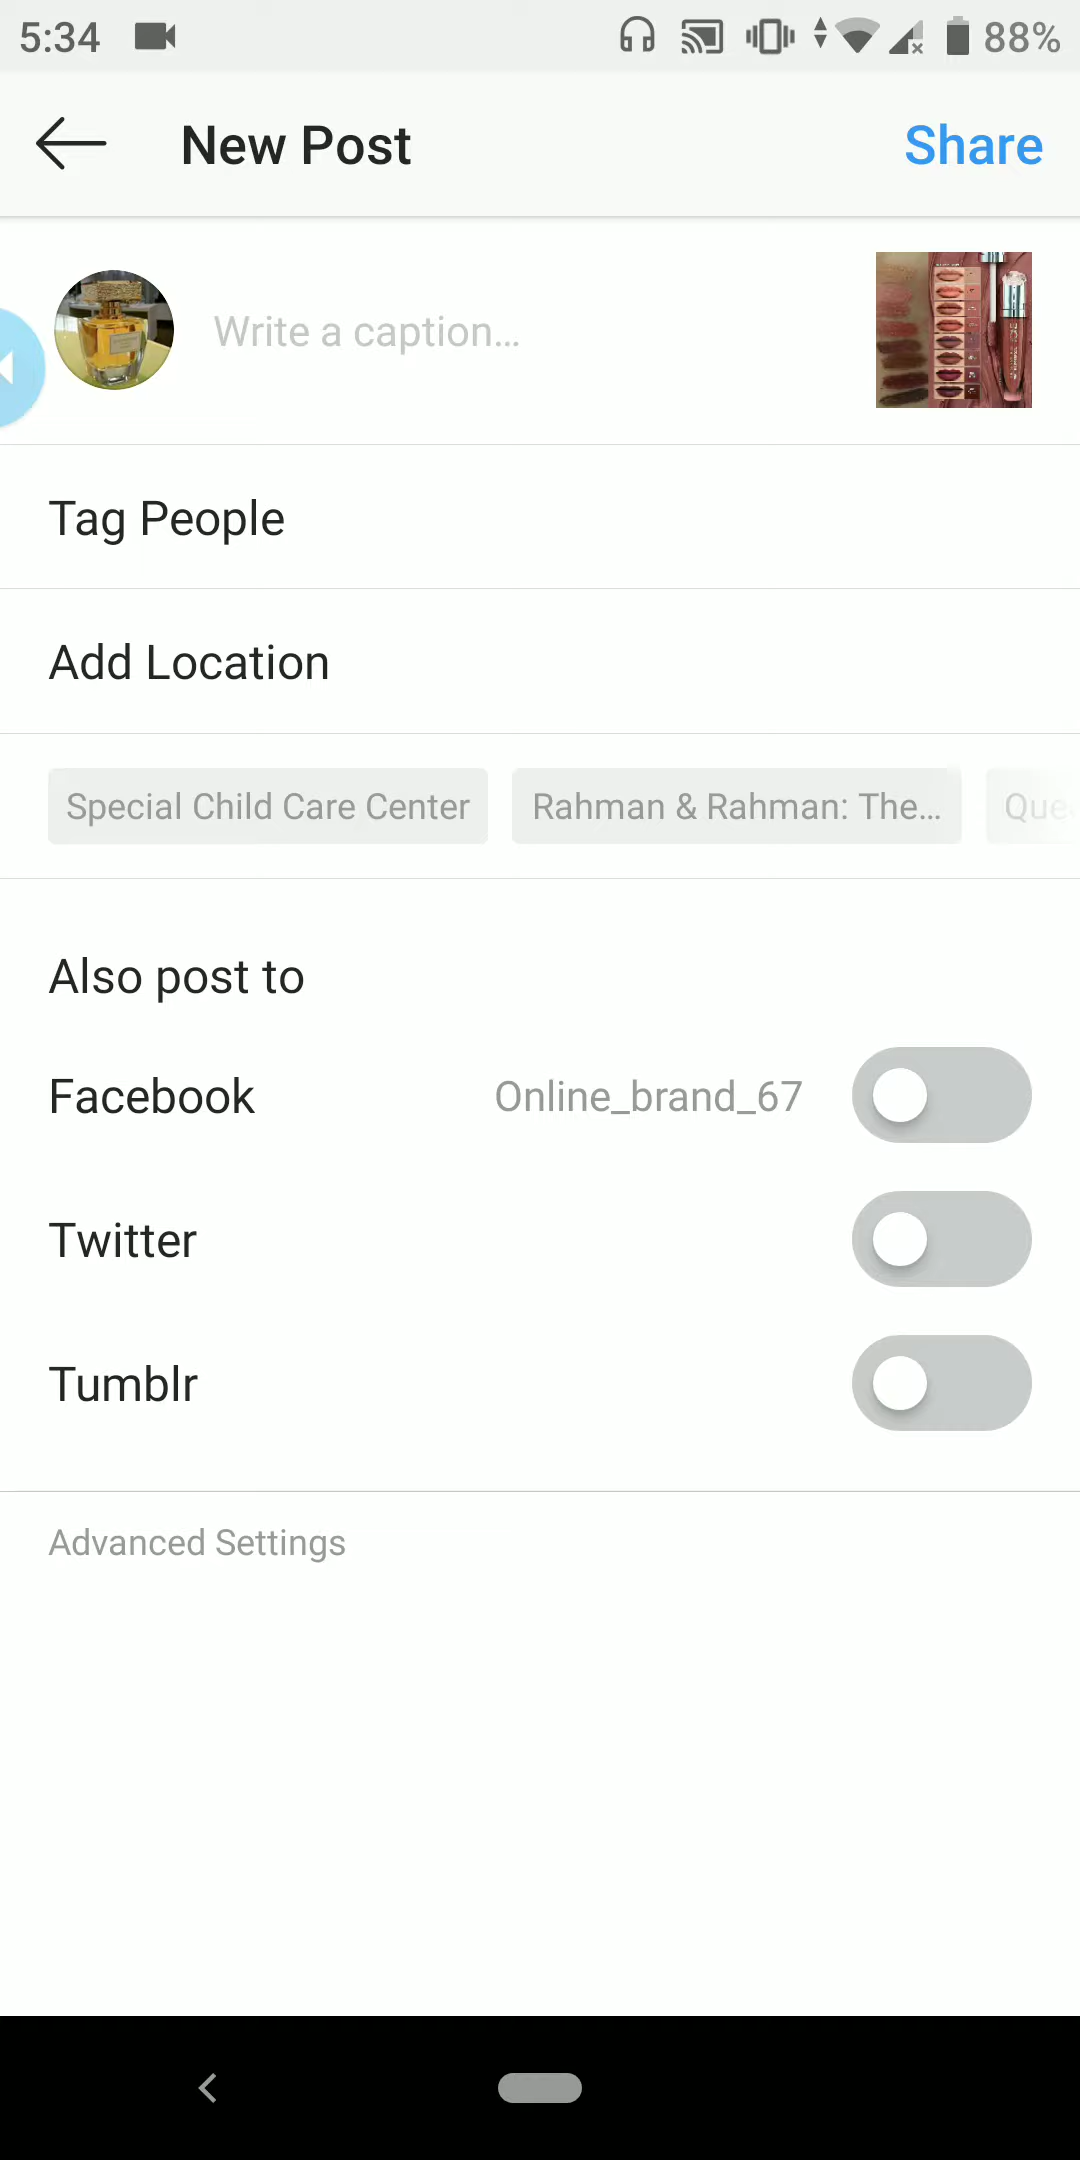 5:34 88%
New Post Share
Write a caption...
Tag People
Add Location
Special Child Care Center Rahman & Rahman: The...
Also post to
Facebook Online_brand_67
Twitter
Tumblr
Advanced Settings